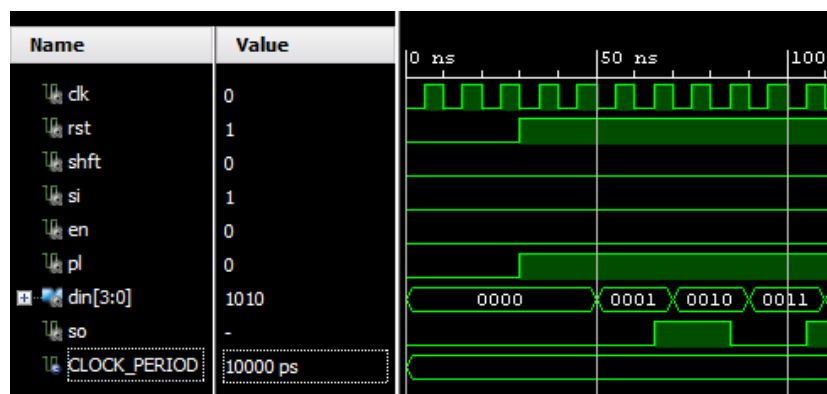 Name Value
0 ns 50 ns 100
clk 0
rst 1
shft 0
si 1
en 0
pl 0
din[3:0] 1010 0000 0001 0010 0011
so -
CLOCK_PERIOD 10000 ps